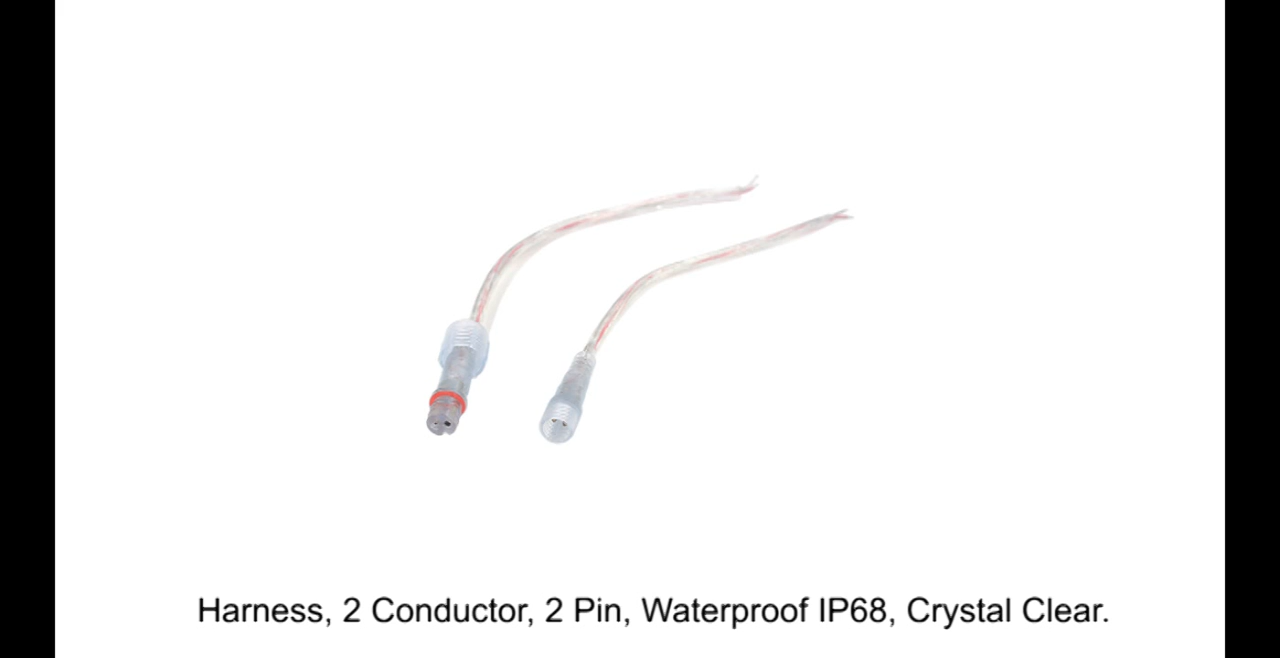 Harness, 2 Conductor, 2 Pin, Waterproof IP68, Crystal Clear.